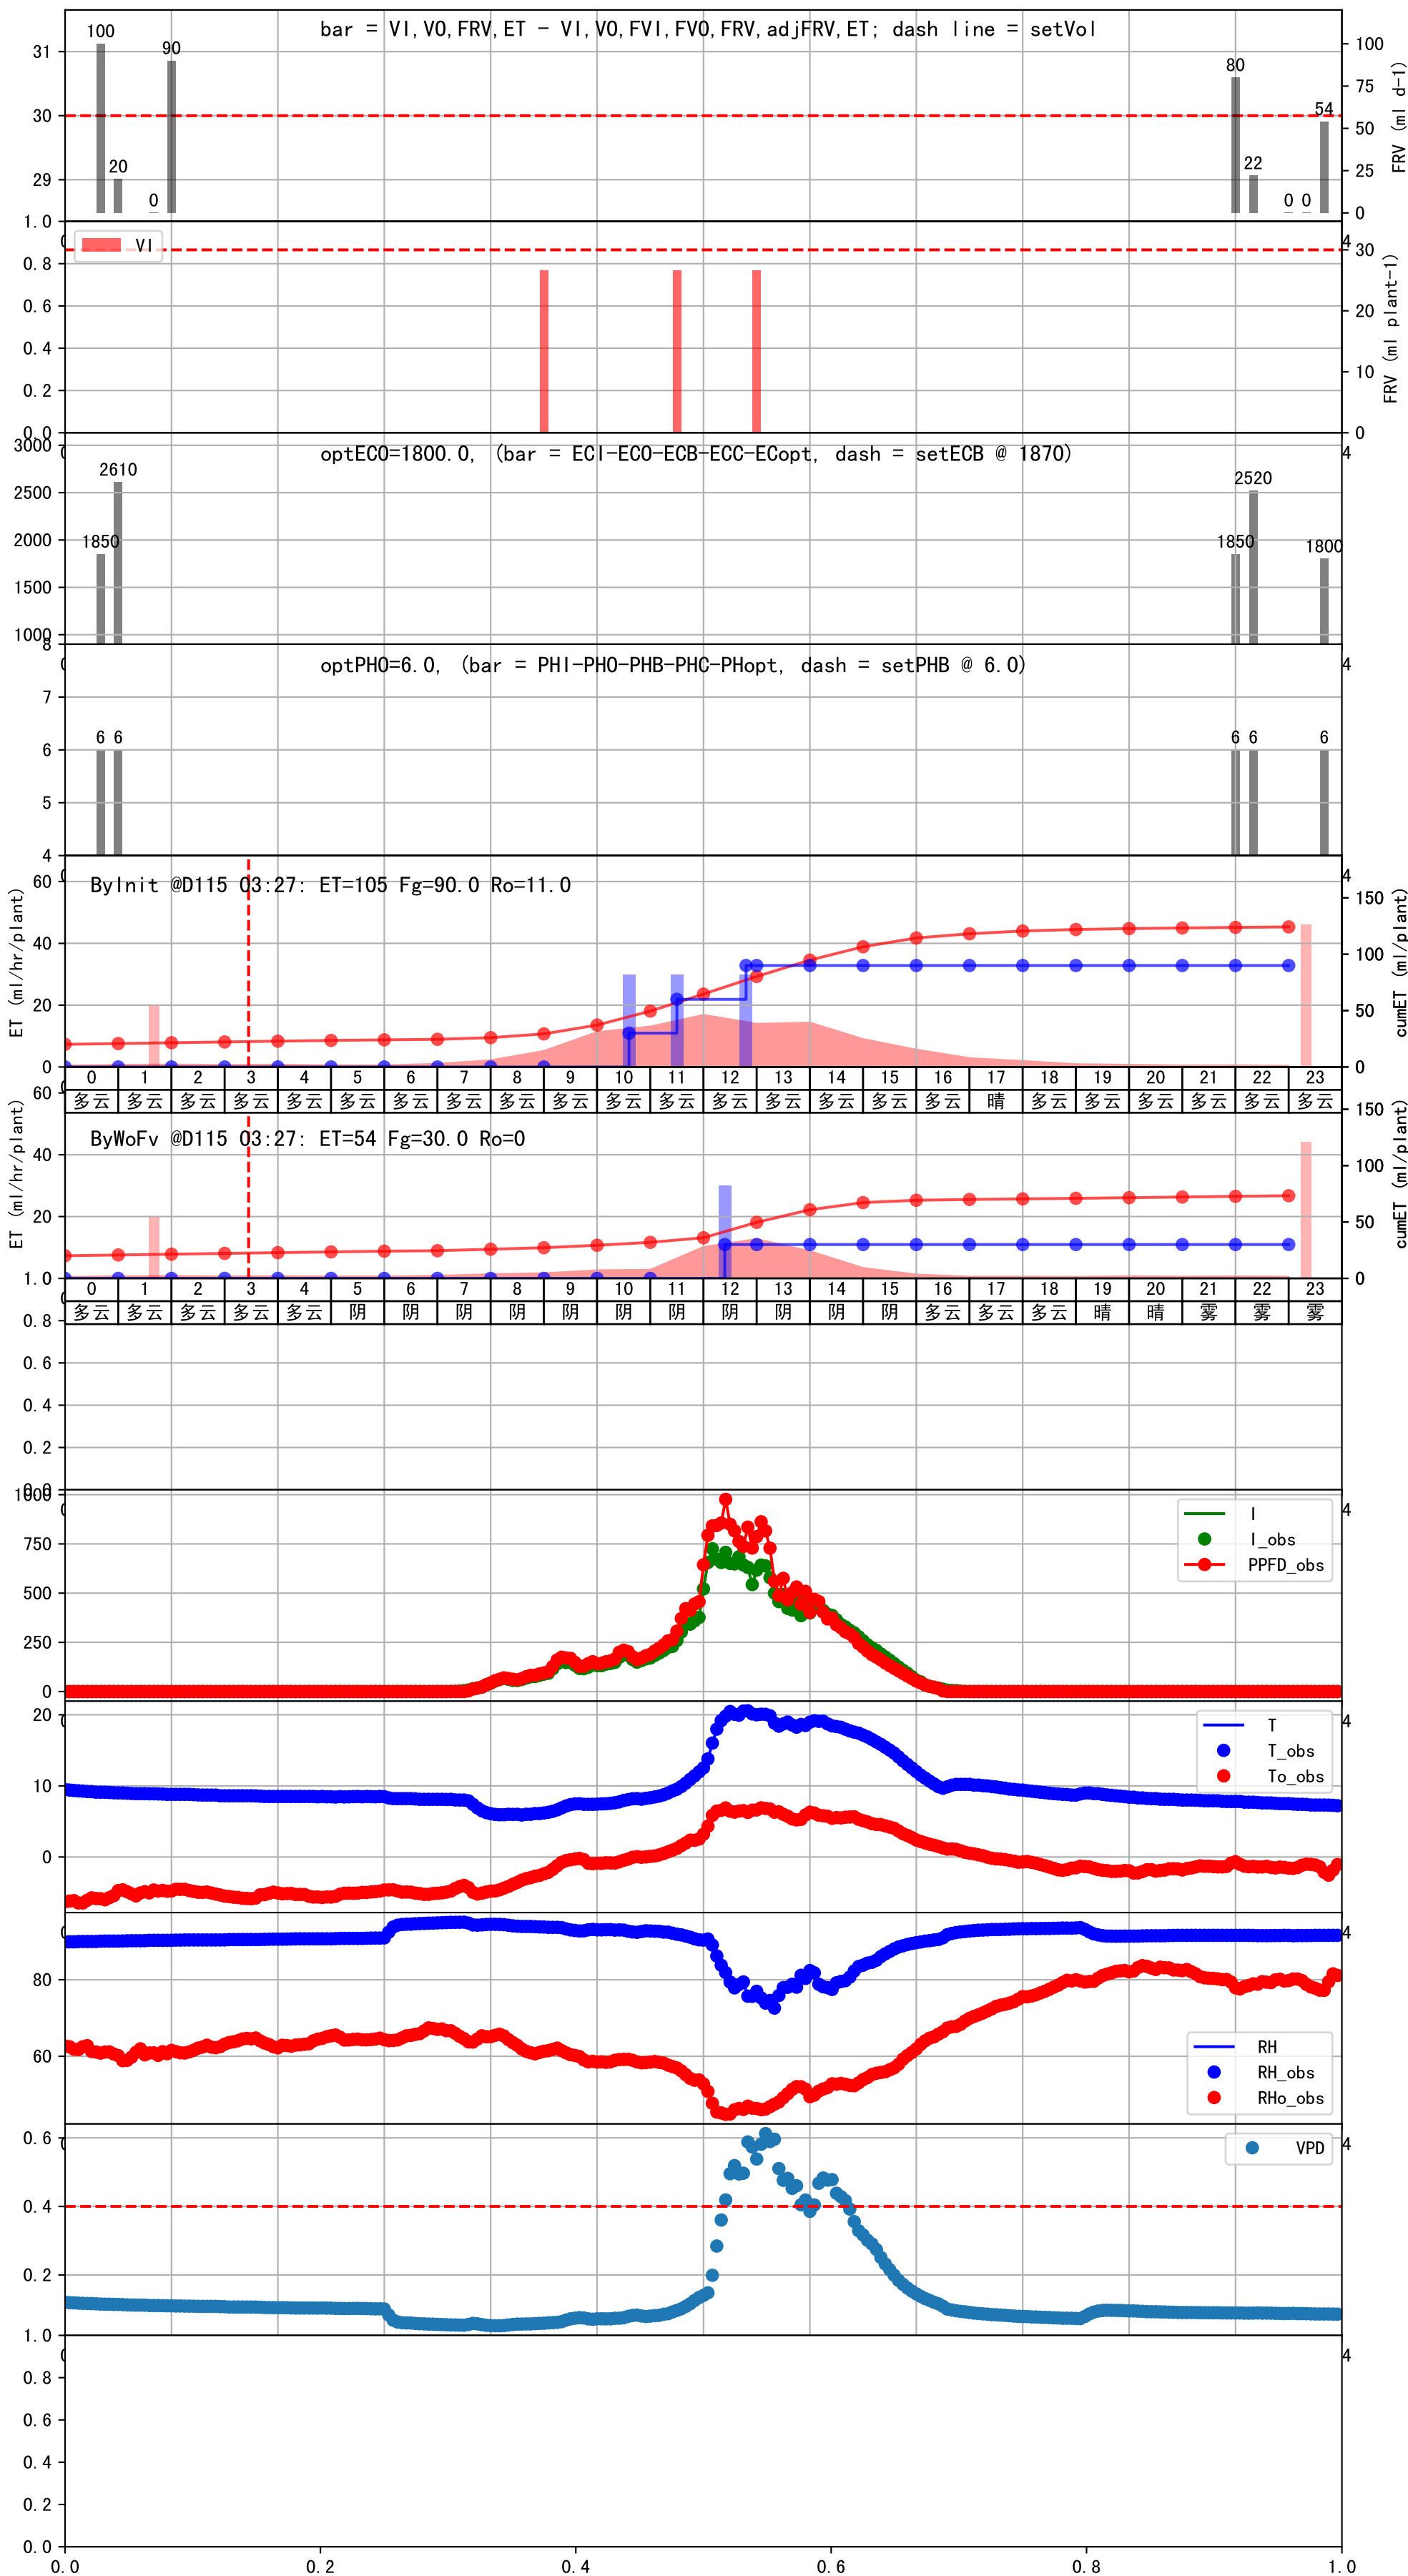 bar = VI,VO,FRV,ET - VI,VO,FVI,FVO,FRV,adjFRV,ET; dash line = setVol
100 20 0 90 80 22 0 0 54
31 30 29
100 75 50 25 0
FRV (ml d-1)
VI
1.0 0.8 0.6 0.4 0.2 0.0
4
30 20 10 0
FRV (ml plant-1)
optECO=1800.0, (bar = ECI-ECO-ECB-ECC-ECopt, dash = setECB @ 1870)
3000 2500 2000 1500 1000
4
1850 2610 1850 2520 1800
optPHO=6.0, (bar = PHI-PHO-PHB-PHC-PHopt, dash = setPHB @ 6.0)
8 7 6 5 4
4
6 6 6 6 6
ByInit @D115 03:27: ET=105 Fg=90.0 Ro=11.0
ET (ml/hr/plant)
60 40 20 0
4
150 100 50 0
cumET (ml/plant)
0 1 2 3 4 5 6 7 8 9 10 11 12 13 14 15 16 17 18 19 20 21 22 23
多云 多云 多云 多云 多云 多云 多云 多云 多云 多云 多云 多云 多云 多云 多云 多云 多云 晴 多云 多云 多云 多云 多云 多云
ByWoFv @D115 03:27: ET=54 Fg=30.0 Ro=0
ET (ml/hr/plant)
60 40 20
150 100 50 0
cumET (ml/plant)
0 1 2 3 4 5 6 7 8 9 10 11 12 13 14 15 16 17 18 19 20 21 22 23
多云 多云 多云 多云 多云 阴 阴 阴 阴 阴 阴 阴 阴 阴 阴 阴 多云 多云 多云 晴 晴 雾 雾 雾
1.0 0.8 0.6 0.4 0.2 0.0
1000 750 500 250 0
4
I
I_obs
PPFD_obs
20 10 0
4
T
T_obs
To_obs
80 60
4
RH
RH_obs
RHo_obs
0.6 0.4 0.2
4
VPD
1.0 0.8 0.6 0.4 0.2 0.0
4
0.0 0.2 0.4 0.6 0.8 1.0